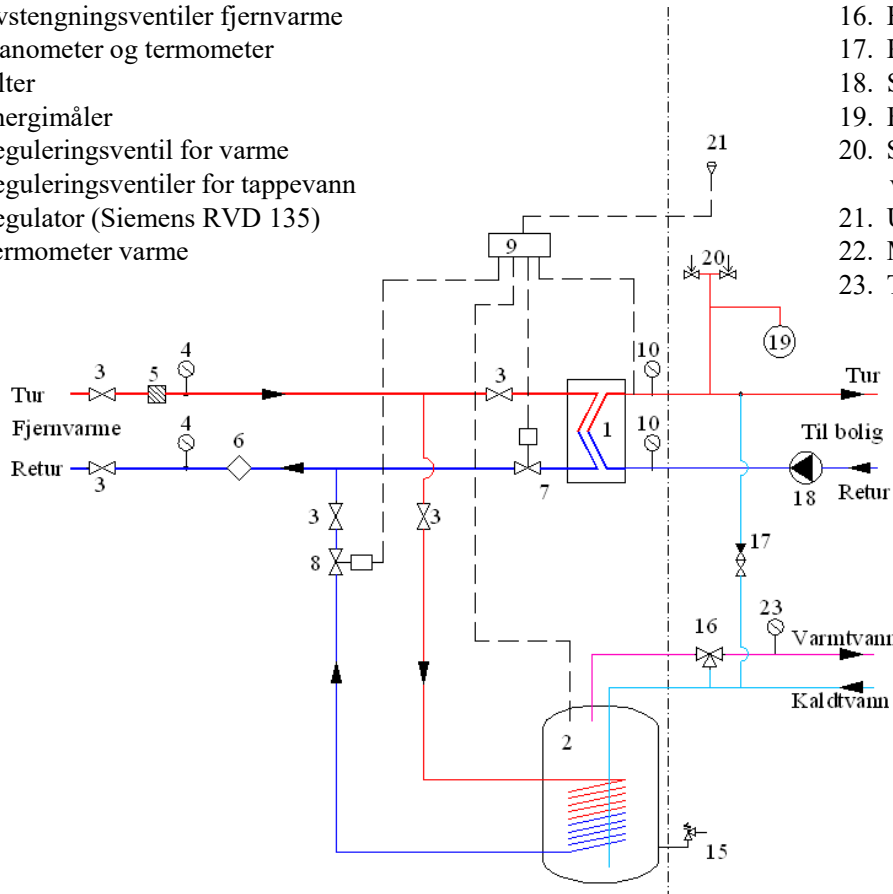 vstengningsventiler fjernvarme
anometer og termometer
lter
nergimåler
eguleringsventil for varme
eguleringsventiler for tappevann
egulator (Siemens RVD 135)
ermometer varme
16.
17.
18. S
19.
20. S
21. U
22.
23. T
21
9
20
19
3
5
4
3
10
Tur
Tur
Fjernvarme
4
6
1
10
Til bolig
Retur
3
7
18
Retur
3
3
8
17
16
23
Varmtvann
Kaldtvann
2
15